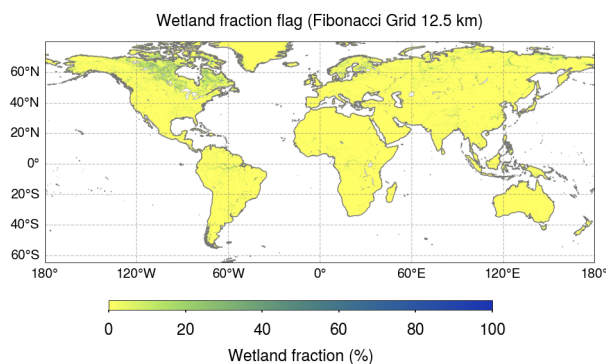 Wetland fraction flag (Fibonacci Grid 12.5 km)
60°N
40°N
20°N
0°
20°S
40°S
60°S
180° 120°W 60°W 0° 60°E 120°E 180°
0 20 40 60 80 100
Wetland fraction (%)